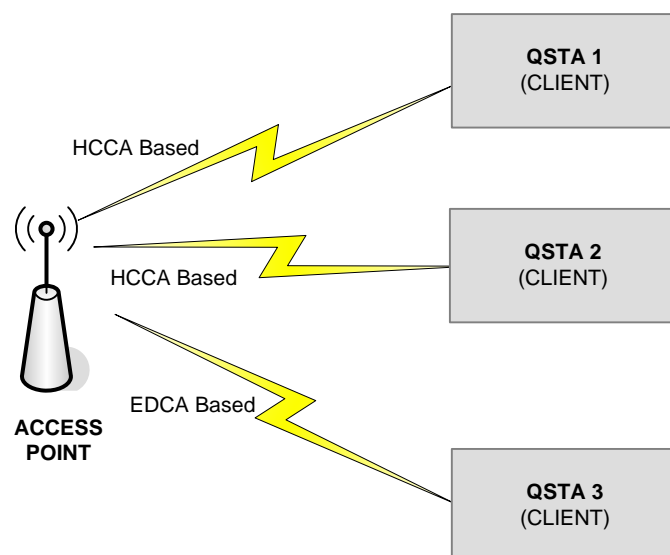 QSTA 1
(CLIENT)
HCCA Based
QSTA 2
(CLIENT)
HCCA Based
EDCA Based
ACCESS
POINT
QSTA 3
(CLIENT)